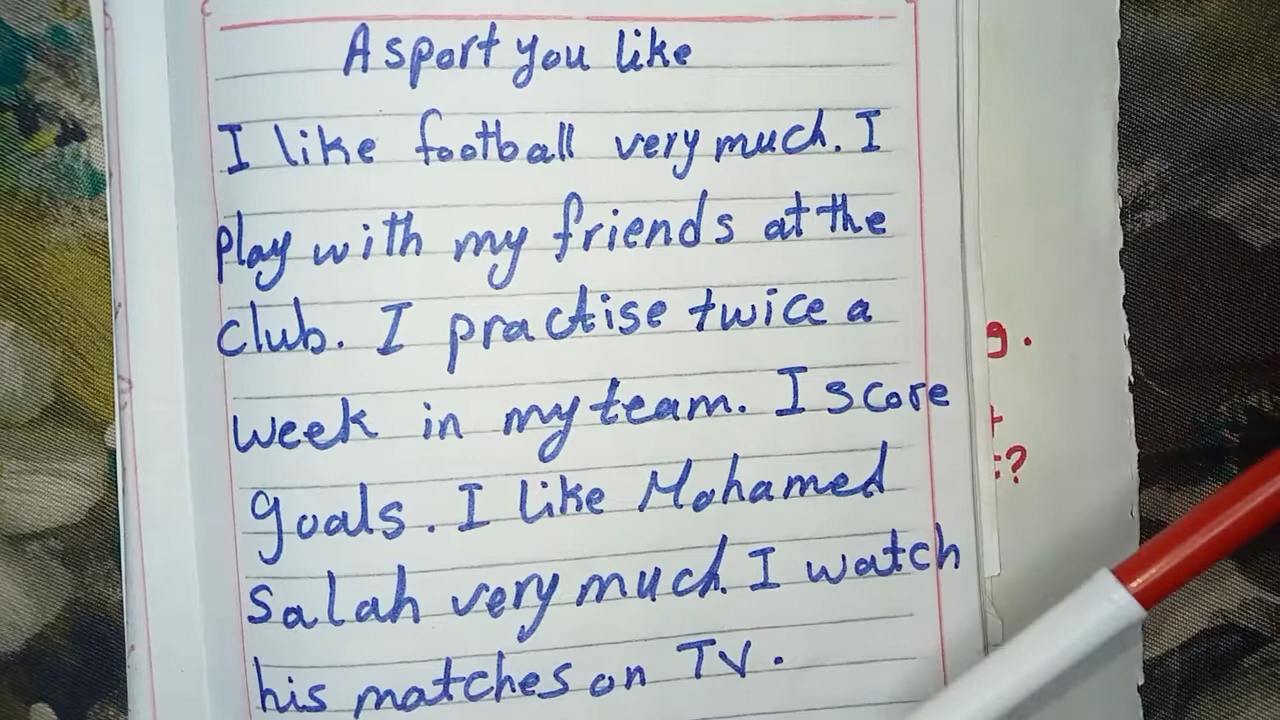 A sport you like
I like football very much. I
play with my friends at the
club. I practise twice a
week in my team. I score
goals. I like Mohamed
Salah very much. I watch
his matches on TV.
g.
t?